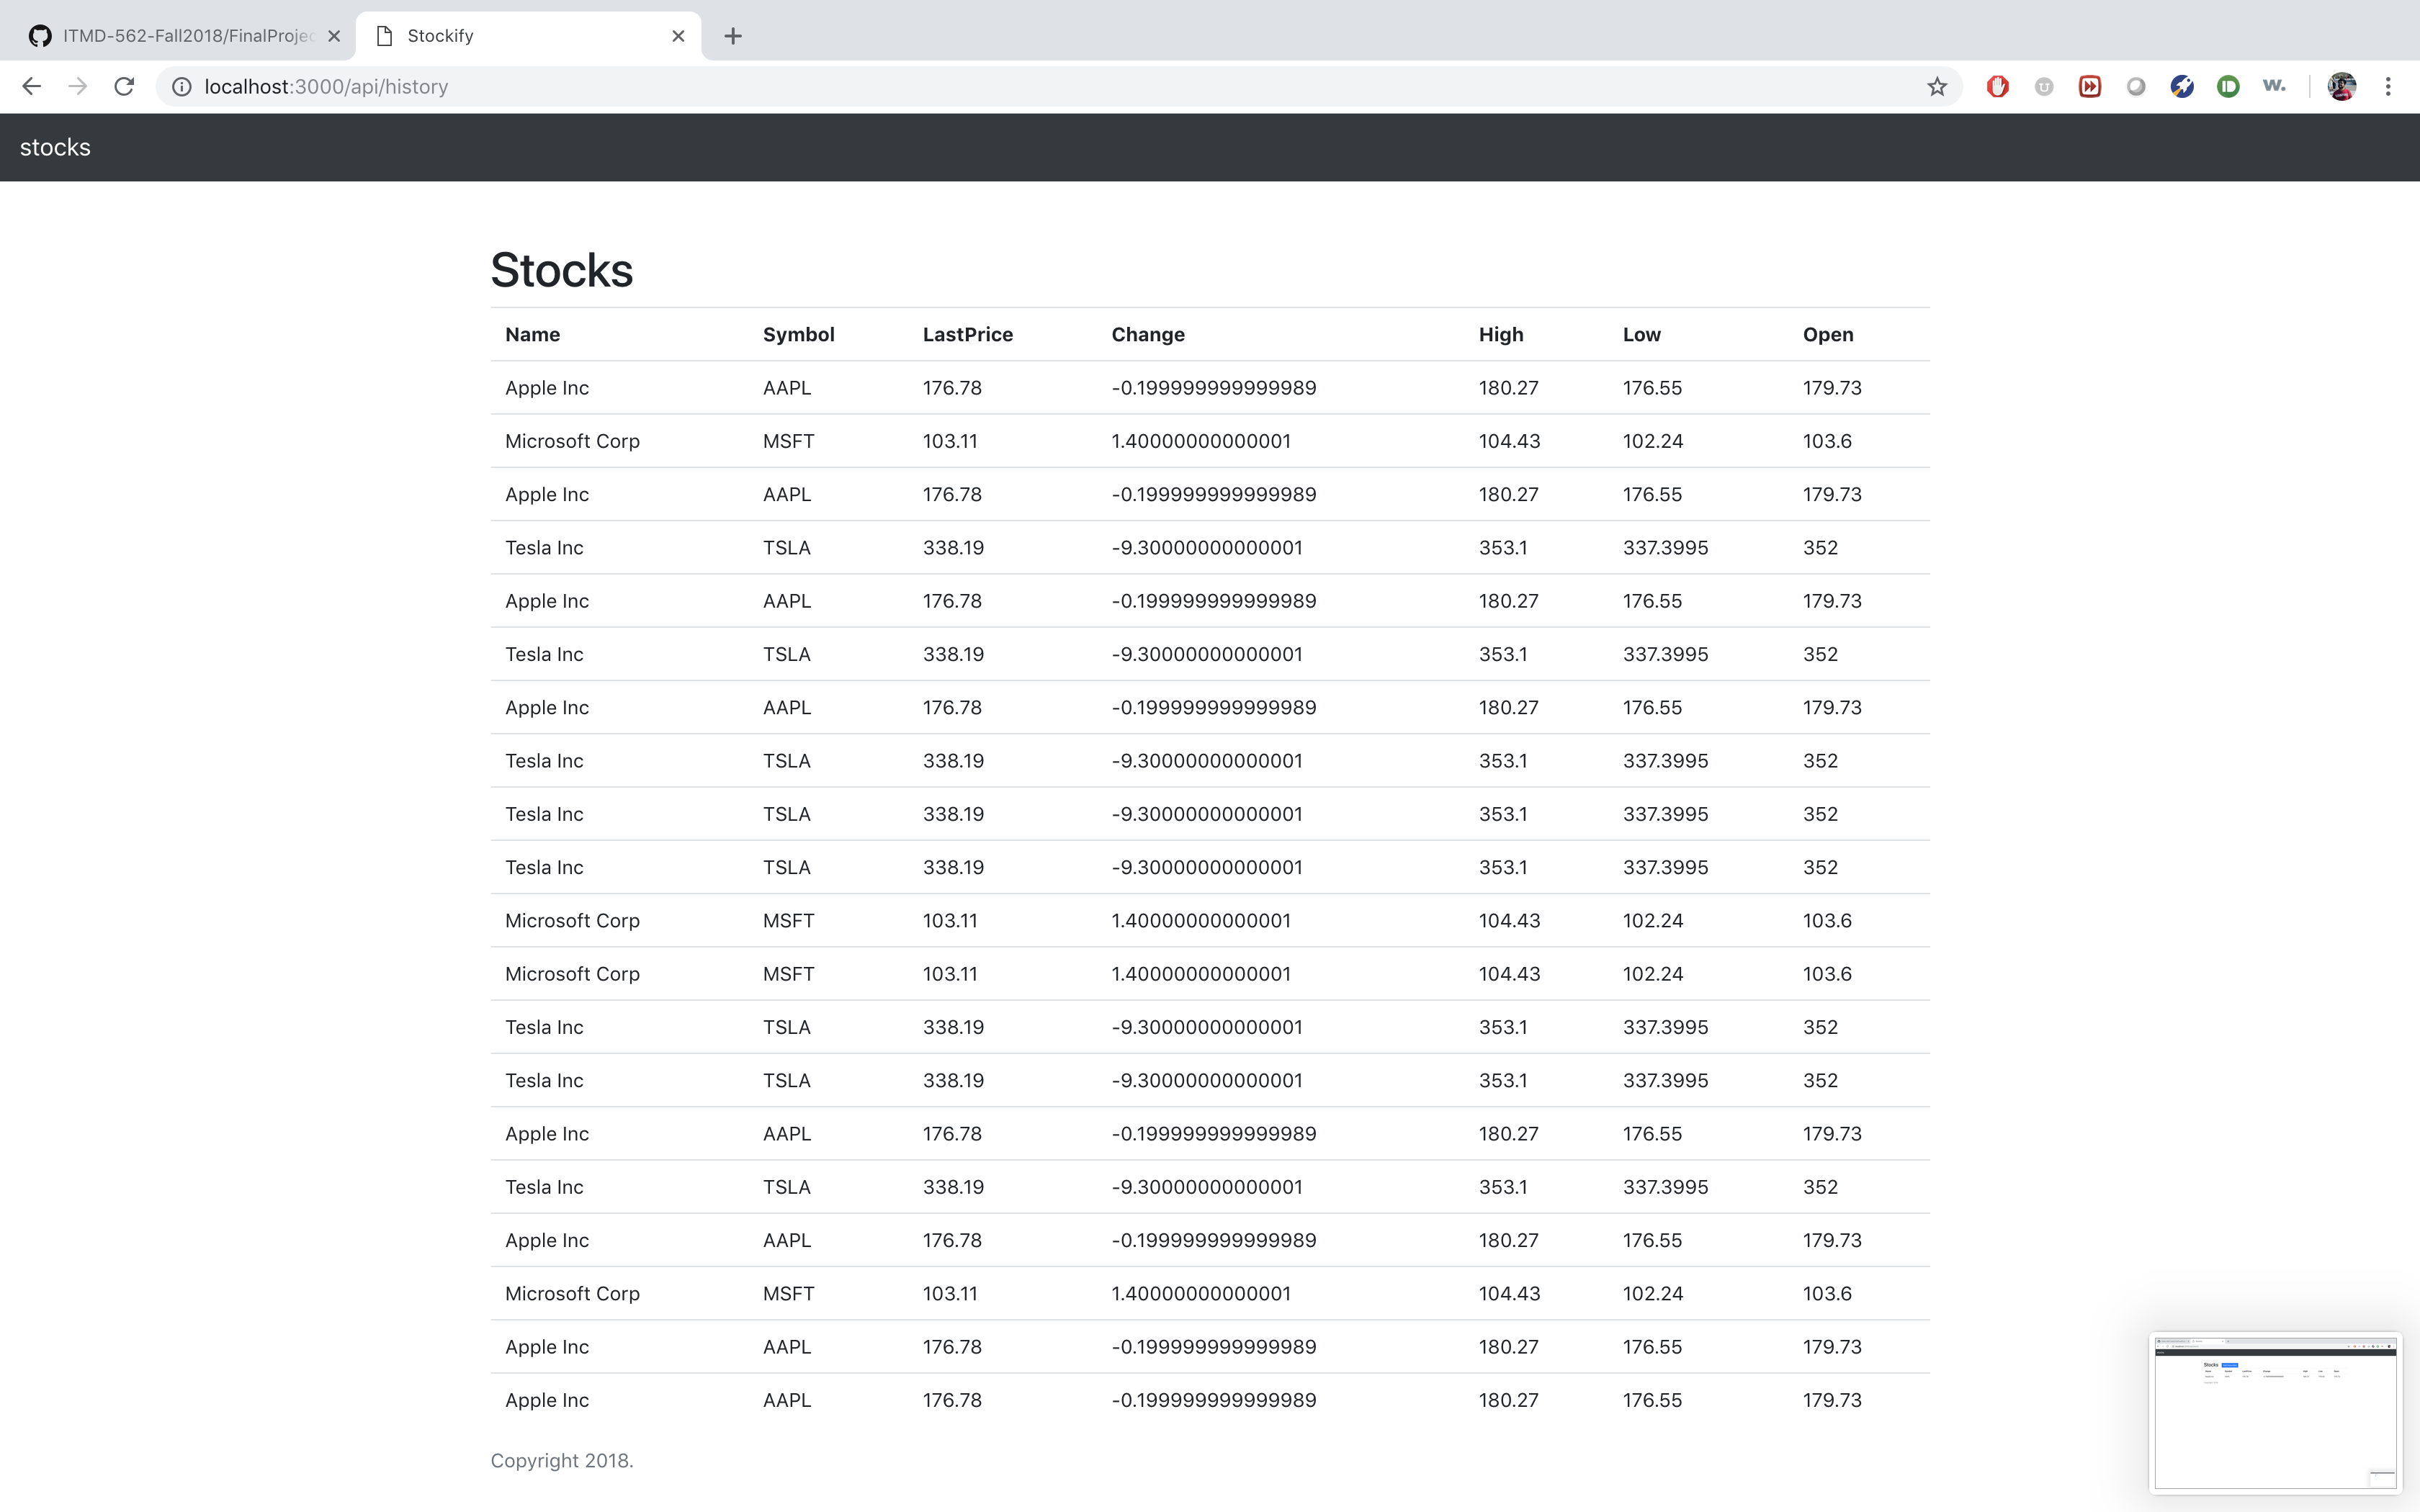 ITMD-562-Fall2018/FinalProjec
Stockify
localhost:3000/api/history
w.
stocks
Stocks
Name Symbol LastPrice Change High Low Open
Apple Inc AAPL 176.78 -0.199999999999989 180.27 176.55 179.73
Microsoft Corp MSFT 103.11 1.40000000000001 104.43 102.24 103.6
Apple Inc AAPL 176.78 -0.199999999999989 180.27 176.55 179.73
Tesla Inc TSLA 338.19 -9.30000000000001 353.1 337.3995 352
Apple Inc AAPL 176.78 -0.199999999999989 180.27 176.55 179.73
Tesla Inc TSLA 338.19 -9.30000000000001 353.1 337.3995 352
Apple Inc AAPL 176.78 -0.199999999999989 180.27 176.55 179.73
Tesla Inc TSLA 338.19 -9.30000000000001 353.1 337.3995 352
Tesla Inc TSLA 338.19 -9.30000000000001 353.1 337.3995 352
Tesla Inc TSLA 338.19 -9.30000000000001 353.1 337.3995 352
Microsoft Corp MSFT 103.11 1.40000000000001 104.43 102.24 103.6
Microsoft Corp MSFT 103.11 1.40000000000001 104.43 102.24 103.6
Tesla Inc TSLA 338.19 -9.30000000000001 353.1 337.3995 352
Tesla Inc TSLA 338.19 -9.30000000000001 353.1 337.3995 352
Apple Inc AAPL 176.78 -0.199999999999989 180.27 176.55 179.73
Tesla Inc TSLA 338.19 -9.30000000000001 353.1 337.3995 352
Apple Inc AAPL 176.78 -0.199999999999989 180.27 176.55 179.73
Microsoft Corp MSFT 103.11 1.40000000000001 104.43 102.24 103.6
Apple Inc AAPL 176.78 -0.199999999999989 180.27 176.55 179.73
Apple Inc AAPL 176.78 -0.199999999999989 180.27 176.55 179.73
Copyright 2018.
Stocks